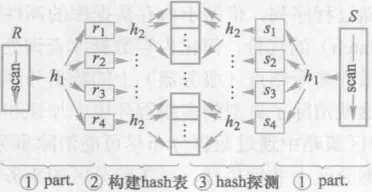 R S
r₁ h₂ ⋮ h₂ s₁
scan r₂ s₂ scan
h₁ ⋮ ⋮ h₁
r₃ s₃
r₄ h₂ ⋮ h₂ s₄
① part. ② 构建hash表 ③ hash探测 ① part.